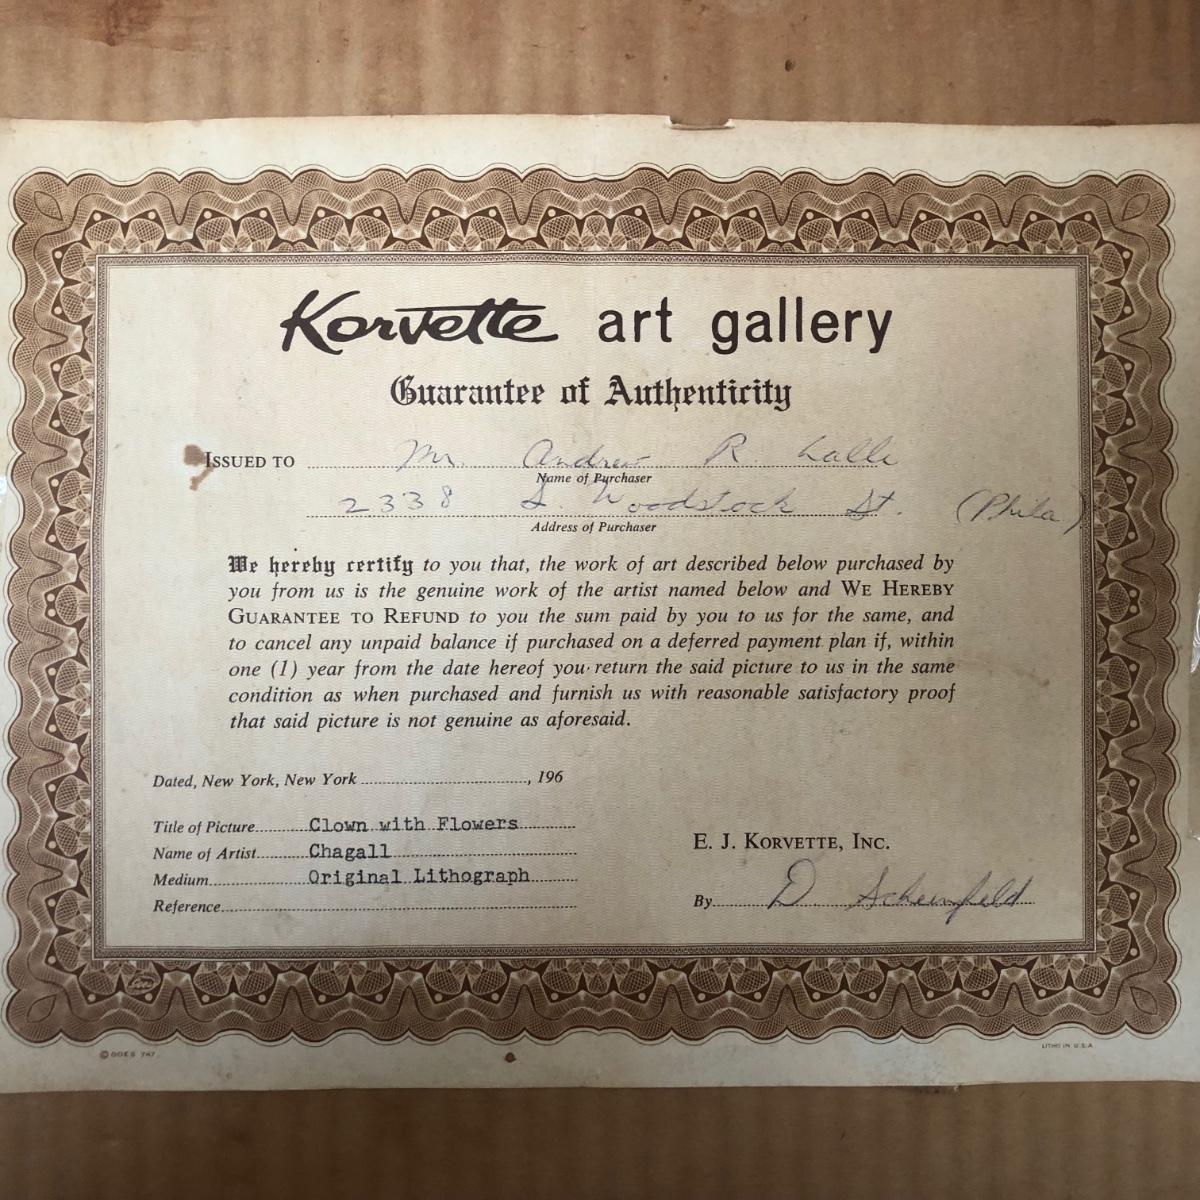 Korvette art gallery
Guarantee of Authenticity
ISSUED TO Mr. Andrew R. Lalli
Name of Purchaser
2338 S. Woodstock St. (Phila)
Address of Purchaser
We hereby certify to you that, the work of art described below purchased by
you from us is the genuine work of the artist named below and WE HEREBY
GUARANTEE TO REFUND to you the sum paid by you to us for the same, and
to cancel any unpaid balance if purchased on a deferred payment plan if, within
one (1) year from the date hereof you return the said picture to us in the same
condition as when purchased and furnish us with reasonable satisfactory proof
that said picture is not genuine as aforesaid.
Dated, New York, New York ............................, 196
Title of Picture......Clown with Flowers
Name of Artist......Chagall
E. J. KORVETTE, INC.
Medium......Original Lithograph
Reference......
By......D. Scheinfeld
© GOES 747
LITHO IN U.S.A